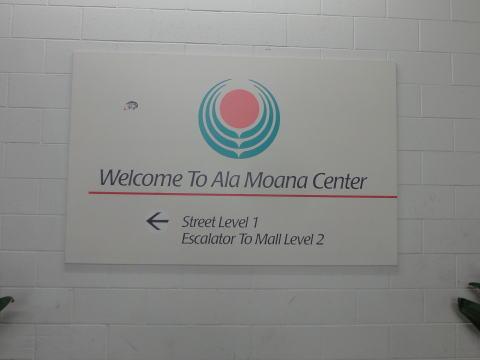 Welcome To Ala Moana Center
← Street Level 1
Escalator To Mall Level 2